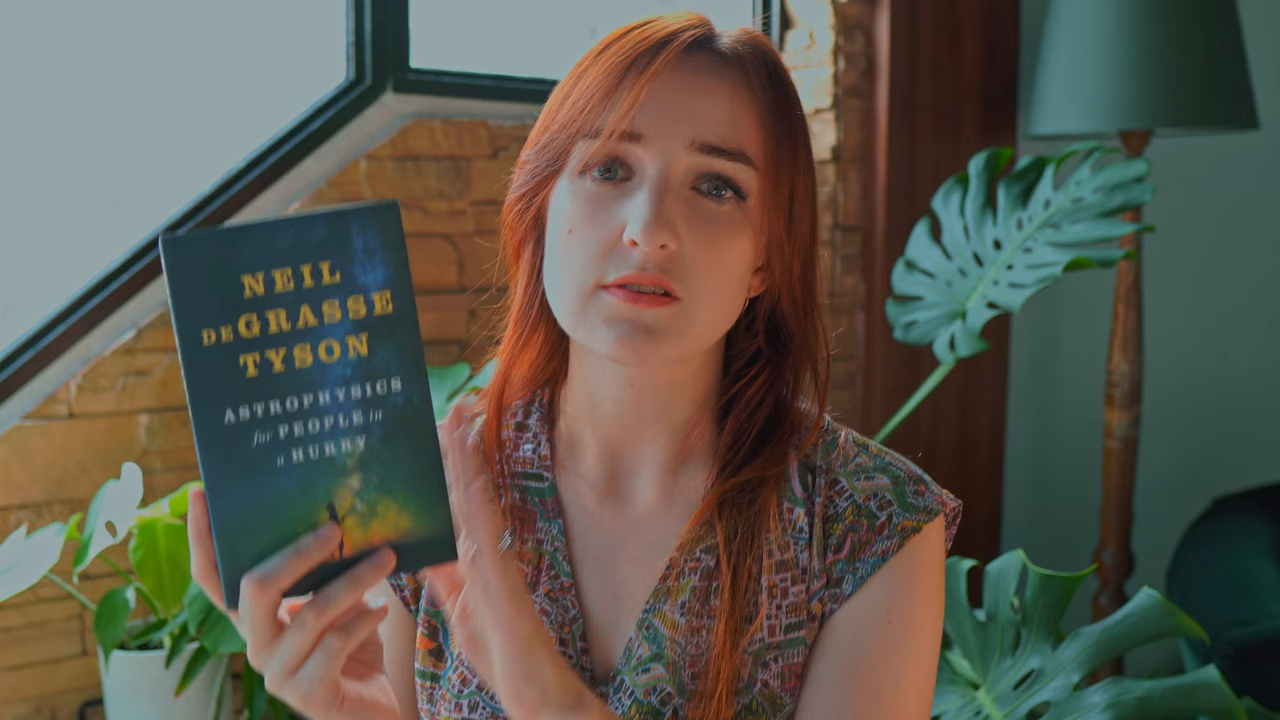 NEIL
DEGRASSE
TYSON
ASTROPHYSICS
for PEOPLE in
a HURRY